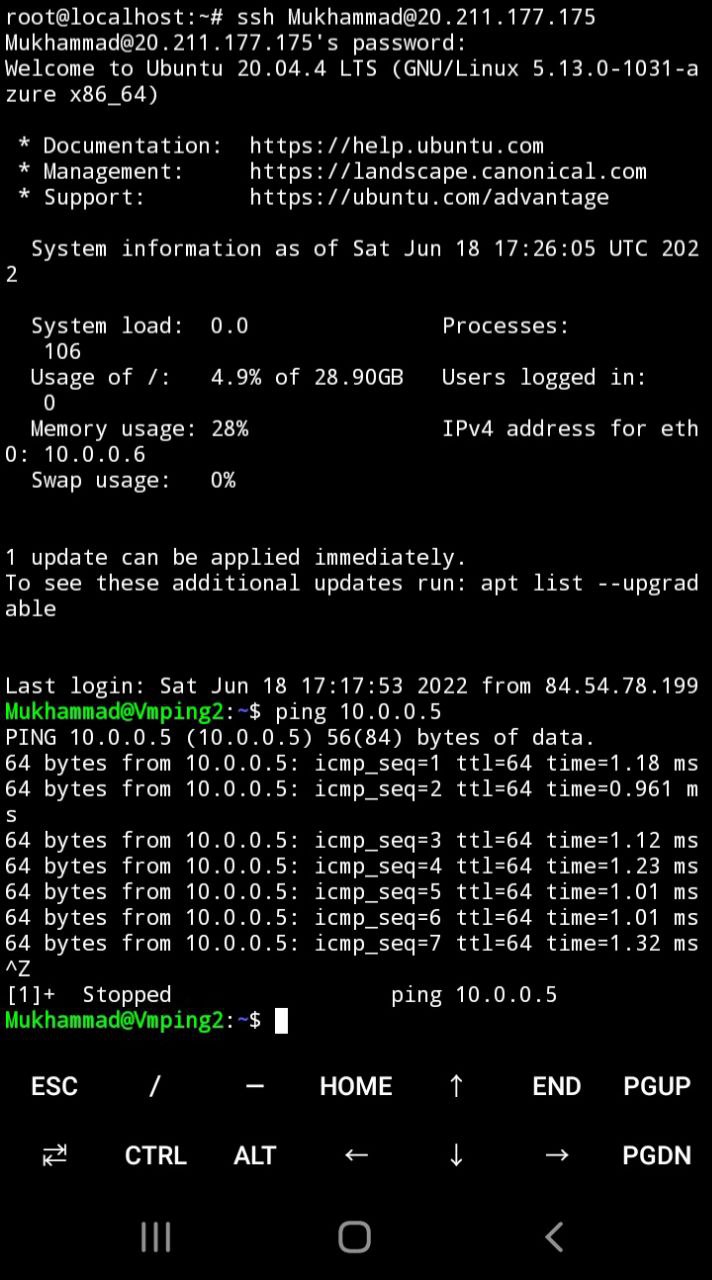 root@localhost:~# ssh Mukhammad@20.211.177.175
Mukhammad@20.211.177.175's password:
Welcome to Ubuntu 20.04.4 LTS (GNU/Linux 5.13.0-1031-a
zure x86_64)
 * Documentation:  https://help.ubuntu.com
 * Management:     https://landscape.canonical.com
 * Support:        https://ubuntu.com/advantage
  System information as of Sat Jun 18 17:26:05 UTC 202
2
  System load:  0.0               Processes:
   106
  Usage of /:   4.9% of 28.90GB   Users logged in:
   0
  Memory usage: 28%               IPv4 address for eth
0: 10.0.0.6
  Swap usage:   0%
1 update can be applied immediately.
To see these additional updates run: apt list --upgrad
able
Last login: Sat Jun 18 17:17:53 2022 from 84.54.78.199
Mukhammad@Vmping2:~$ ping 10.0.0.5
PING 10.0.0.5 (10.0.0.5) 56(84) bytes of data.
64 bytes from 10.0.0.5: icmp_seq=1 ttl=64 time=1.18 ms
64 bytes from 10.0.0.5: icmp_seq=2 ttl=64 time=0.961 m
s
64 bytes from 10.0.0.5: icmp_seq=3 ttl=64 time=1.12 ms
64 bytes from 10.0.0.5: icmp_seq=4 ttl=64 time=1.23 ms
64 bytes from 10.0.0.5: icmp_seq=5 ttl=64 time=1.01 ms
64 bytes from 10.0.0.5: icmp_seq=6 ttl=64 time=1.01 ms
64 bytes from 10.0.0.5: icmp_seq=7 ttl=64 time=1.32 ms
^Z
[1]+  Stopped                 ping 10.0.0.5
Mukhammad@Vmping2:~$
ESC / — HOME ↑ END PGUP
⇄ CTRL ALT ← ↓ → PGDN